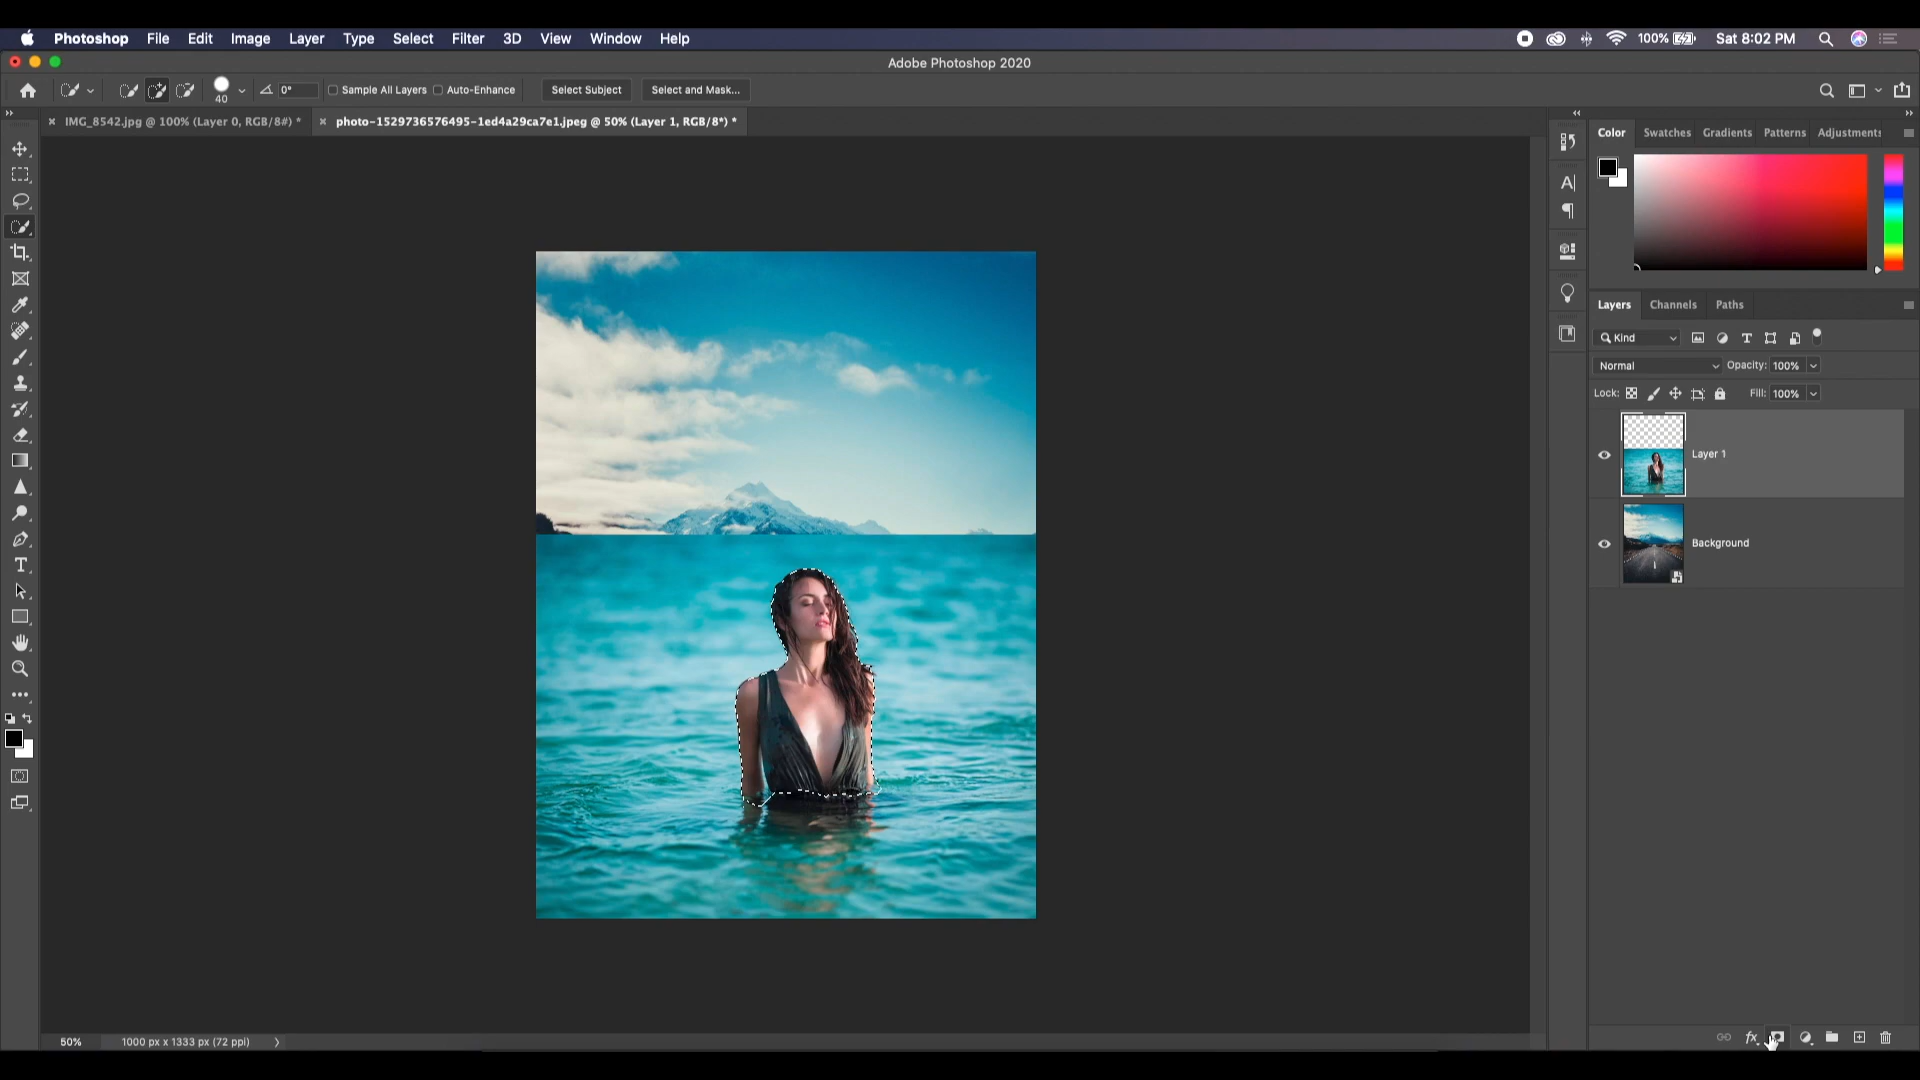 Photoshop File Edit Image Layer Type Select Filter 3D View Window Help 100% Sat 8:02 PM
Adobe Photoshop 2020
40 0° Sample All Layers Auto-Enhance Select Subject Select and Mask...
IMG_8542.jpg @ 100% (Layer 0, RGB/8#) * photo-1529736576495-1ed4a29ca7e1.jpeg @ 50% (Layer 1, RGB/8*) *
Color Swatches Gradients Patterns Adjustments
Layers Channels Paths
Kind
Normal Opacity: 100%
Lock: Fill: 100%
Layer 1
Background
50% 1000 px x 1333 px (72 ppi)